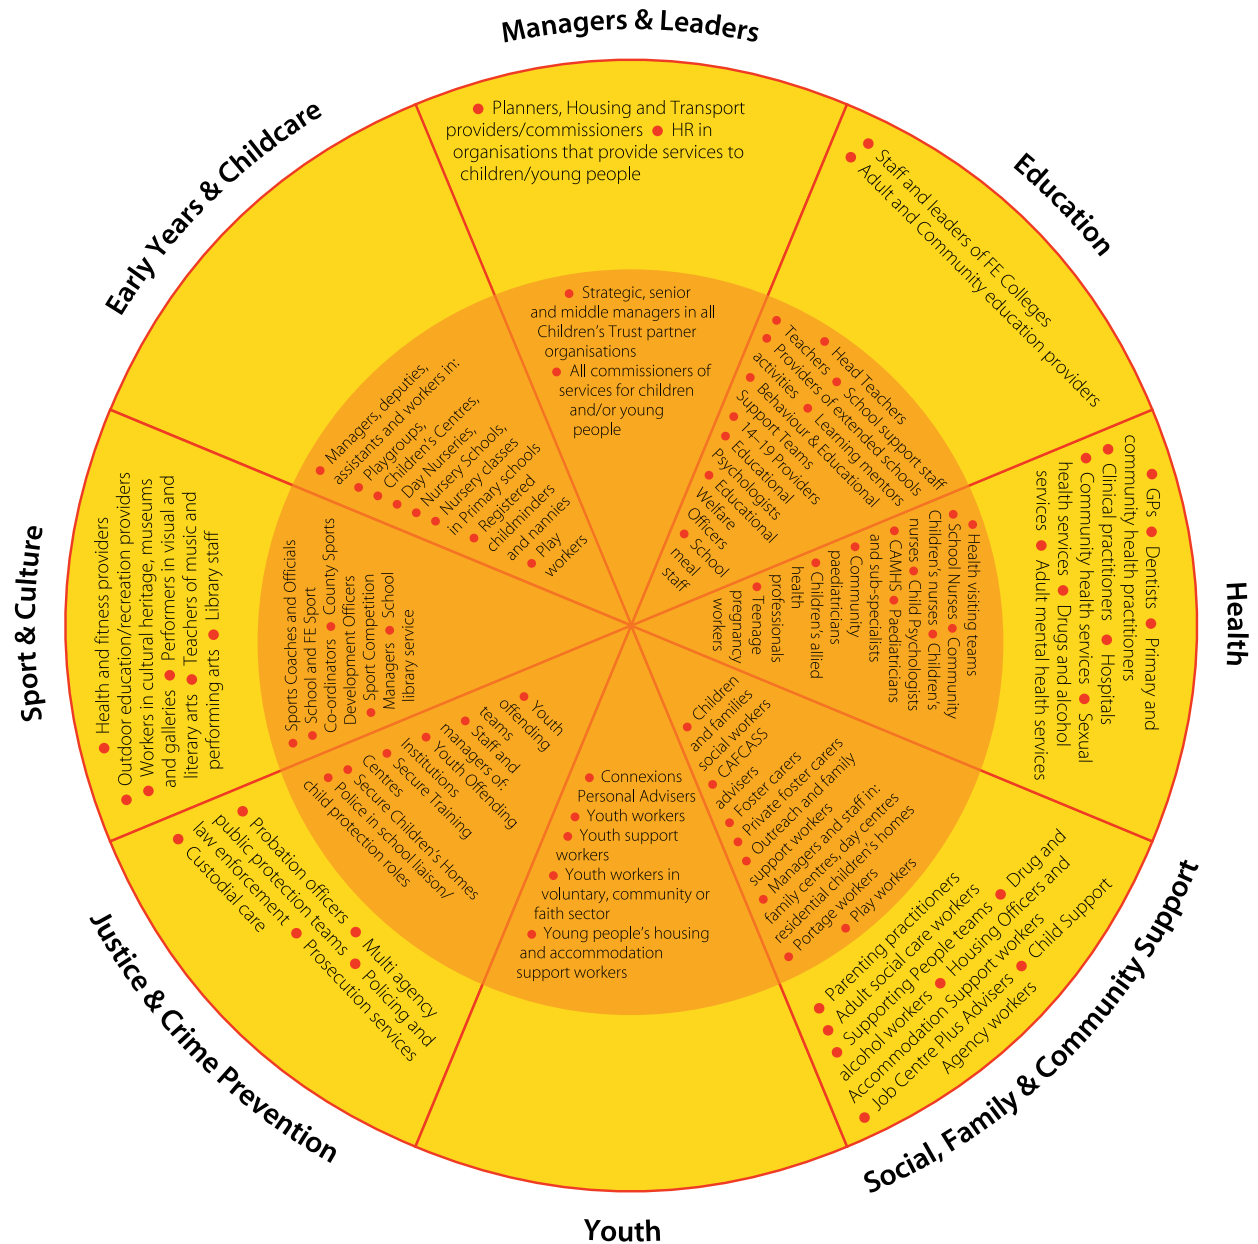 Managers & Leaders
● Planners, Housing and Transport
providers/commissioners ● HR in
organisations that provide services to
children/young people
● Strategic, senior
and middle managers in all
Children's Trust partner
organisations
● All commissioners of
services for children
and/or young
people
Education
● Staff and leaders of FE Colleges
● Adult and Community education providers
● Head Teachers
● Teachers ● School support staff
● Providers of extended schools
activities ● Learning mentors
● Behaviour & Educational
Support Teams
● 14–19 Providers
● Educational
Psychologists
● Educational
Welfare
Officers
● School
meal
staff
Health
● GPs ● Dentists ● Primary and
community health practitioners
● Clinical practitioners ● Hospitals
● Community health services ● Sexual
health services ● Drugs and alcohol
services ● Adult mental health services
● Health visiting teams
● School Nurses ● Community
Children's nurses ● Children's
nurses ● Child Psychologists
● CAMHS ● Paediatricians
and sub-specialists
● Community
paediatricians
● Children's allied
health
professionals
● Teenage
pregnancy
workers
Social, Family & Community Support
● Children
and families
social workers
● CAFCASS
advisers
● Foster carers
● Private foster carers
● Outreach and family
support workers
● Managers and staff in:
family centres, day centres
residential children's homes
● Portage workers
● Play workers
● Parenting practitioners
● Adult social care workers
● Supporting People teams ● Drug and
alcohol workers ● Housing Officers and
Accommodation Support workers
● Job Centre Plus Advisers ● Child Support
Agency workers
Youth
● Connexions
Personal Advisers
● Youth workers
● Youth support
workers
● Youth workers in
voluntary, community or
faith sector
● Young people's housing
and accommodation
support workers
Justice & Crime Prevention
● Youth
offending
teams
● Staff and
managers of:
● Youth Offending
Institutions
● Secure Training
Centres
● Secure Children's Homes
● Police in school liaison/
child protection roles
● Probation officers ● Multi agency
public protection teams ● Policing and
law enforcement ● Prosecution services
● Custodial care
Sport & Culture
● Health and fitness providers
● Outdoor education/recreation providers
● Workers in cultural heritage, museums
and galleries ● Performers in visual and
literary arts ● Teachers of music and
performing arts ● Library staff
● Sports Coaches and Officials
● School and FE Sport
Co-ordinators ● County Sports
Development Officers
● Sport Competition
Managers ● School
library service
Early Years & Childcare
● Managers, deputies,
assistants and workers in:
● Playgroups,
● Children's Centres,
● Day Nurseries,
● Nursery Schools,
● Nursery classes
in Primary schools
● Registered
childminders
and nannies
● Play
workers